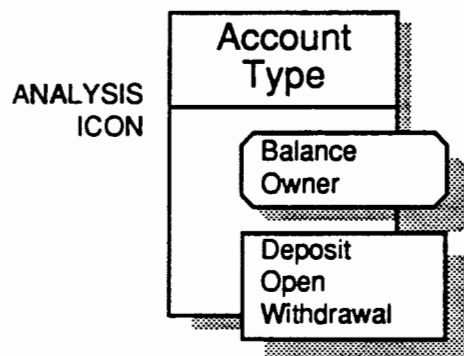 Account
Type
ANALYSIS
ICON
Balance
Owner
Deposit
Open
Withdrawal